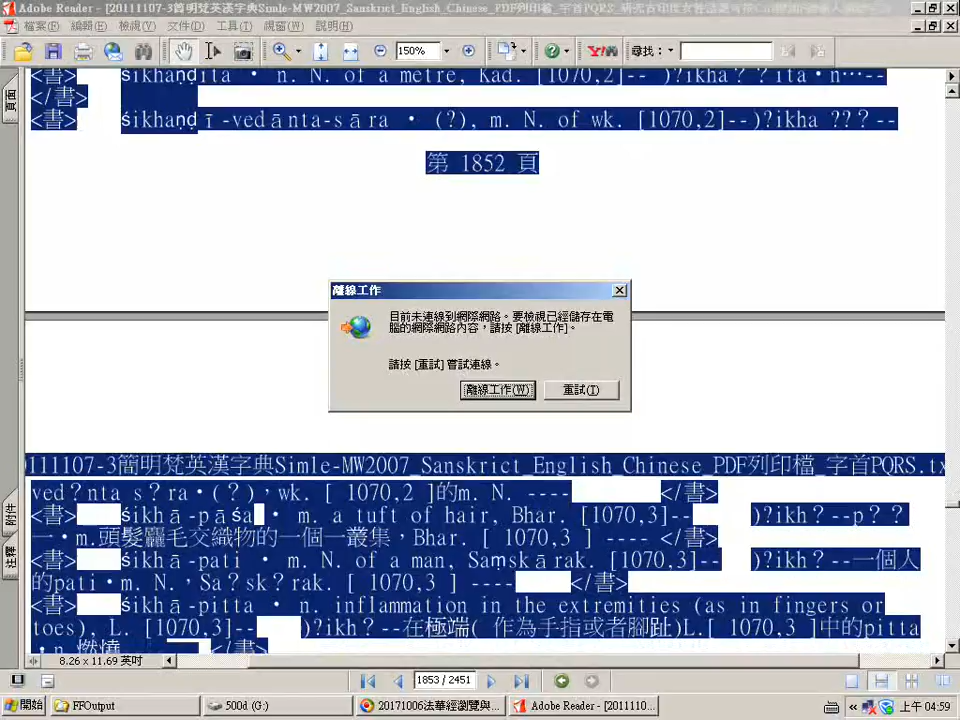 Adobe Reader - [20111107-3簡明梵英漢字典Simle-MW2007_Sanskrict_English_Chinese_PDF列印檔_字首PQRS
檔案(F) 編輯(E) 檢視(V) 文件(D) 工具(T) 視窗(W) 說明(H)
150% Y! 尋找：
頁面
<書> śikhaṇḍita • n. N. of a metre, Kad. [1070,2]-- )?ikha？？ita•n…--
</書>
<書> śikhaṇḍī-vedānta-sāra • (?), m. N. of wk. [1070,2]--)?ikha ???--
第 1852 頁
離線工作
目前未連線到網際網路。要檢視已經儲存在電
腦的網際網路內容，請按 [離線工作]。
請按 [重試] 嘗試連線。
離線工作(W) 重試(T)
0111107-3簡明梵英漢字典Simle-MW2007_Sanskrict_English_Chinese_PDF列印檔_字首PQRS.tx
ved？nta s？ra•(？)，wk. [ 1070,2 ]的m. N. ---- </書>
<書> śikhā-pāśa • m. a tuft of hair, Bhar. [1070,3]-- )?ikh？--p？？
一•m.頭髮龗毛交織物的一個一叢集，Bhar. [ 1070,3 ] ---- </書>
<書> śikhā-pati • m. N. of a man, Saṃskārak. [1070,3]-- )?ikh？--一個人
的pati•m. N.，Sa？sk？rak. [ 1070,3 ] ---- </書>
<書> śikhā-pitta • n. inflammation in the extremities (as in fingers or
toes), L. [1070,3]-- )?ikh？--在極端( 作為手指或者腳趾)L.[ 1070,3 ]中的pitta
•n.燃燒 </書>
附件
注釋
8.26 x 11.69 英吋
1853 / 2451
開始 FFOutput 500d (G:) 20171006法華經瀏覽與... Adobe Reader - [2011110... 上午 04:59